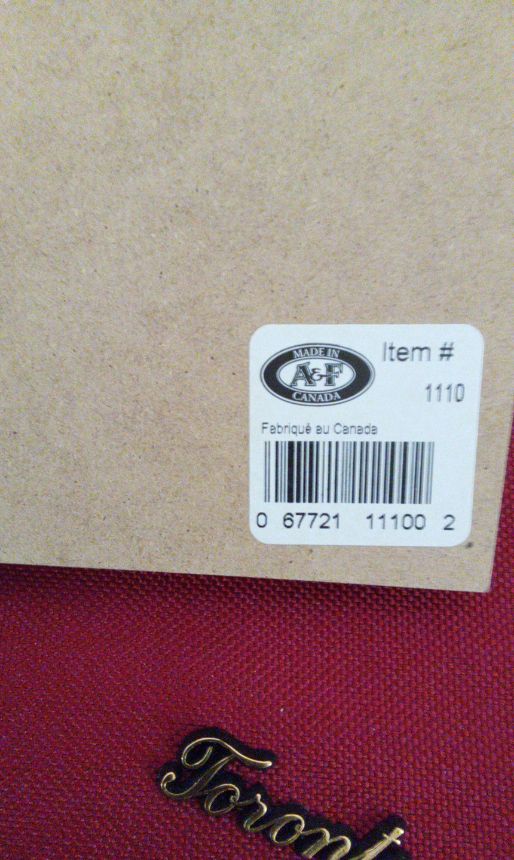 MADE IN
A&F
CANADA
Item #
1110
Fabriqué au Canada
0 67721 11100 2
Toront